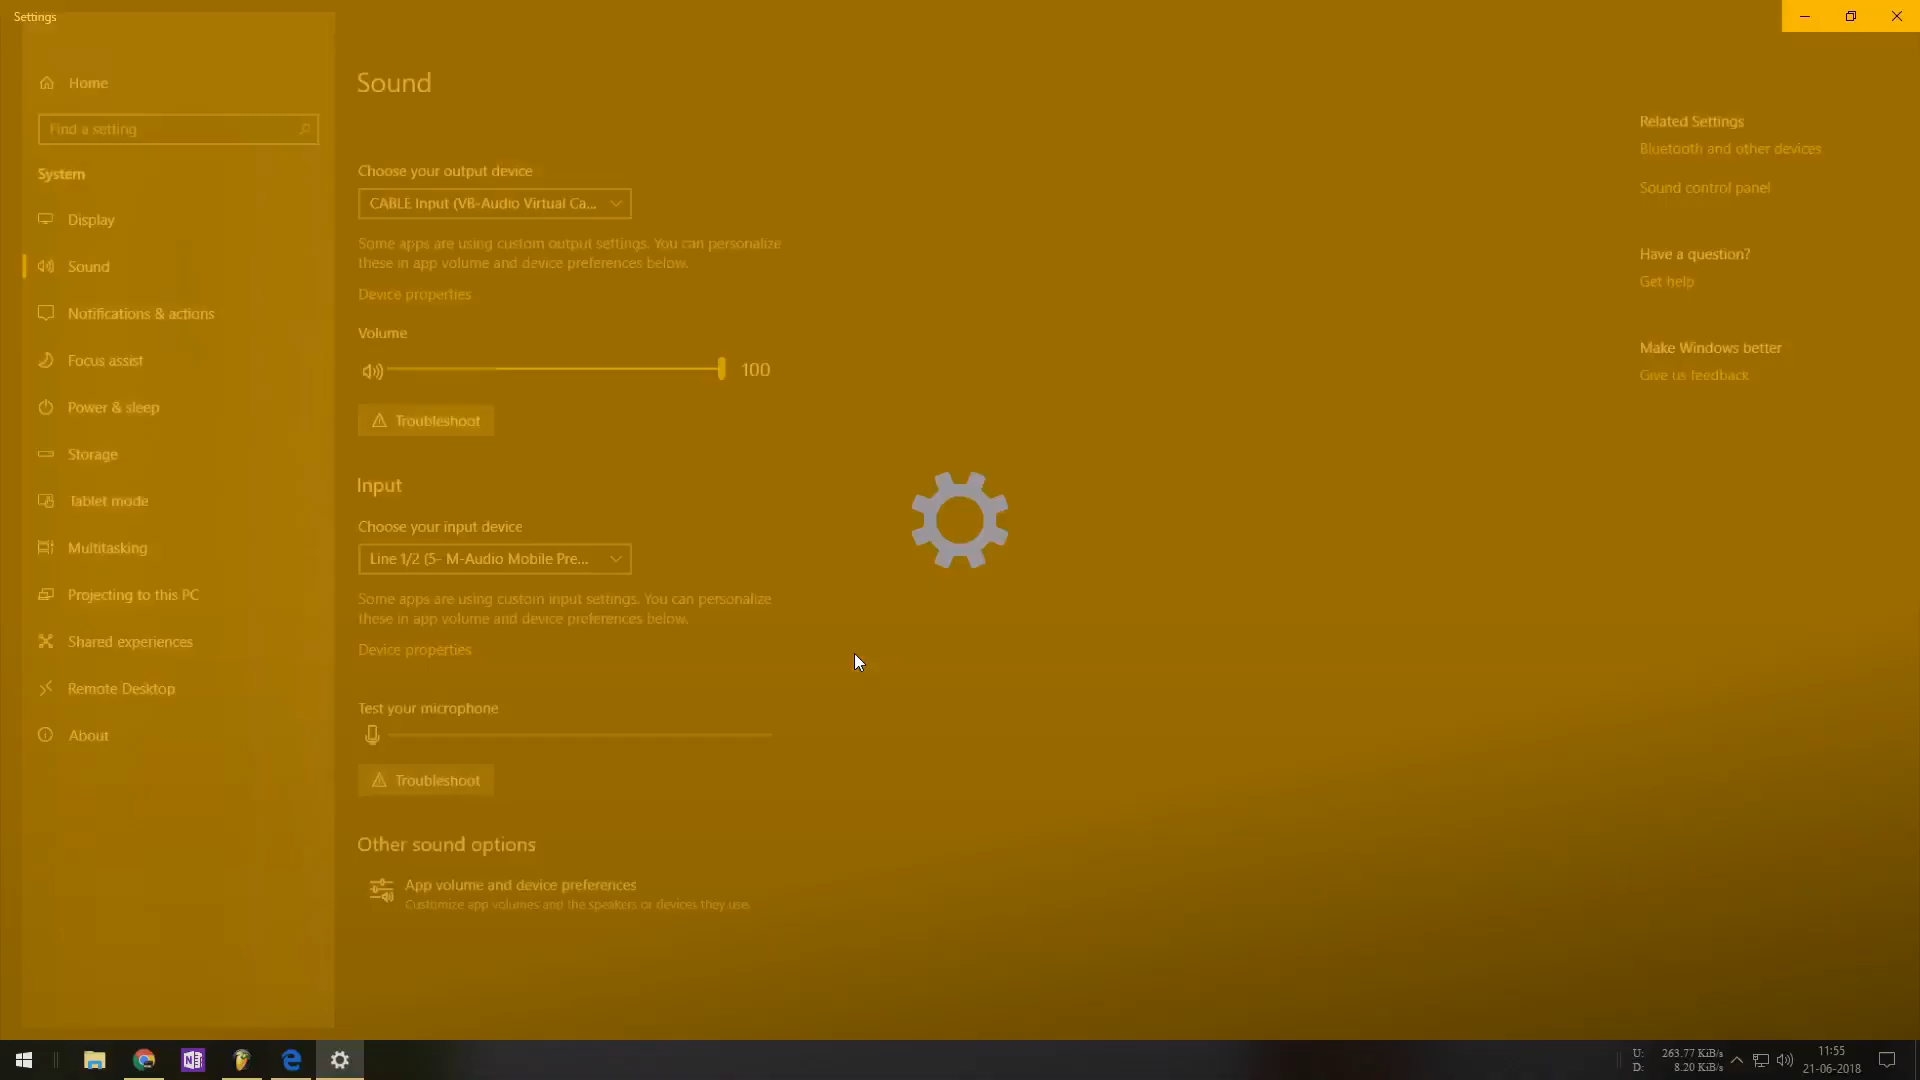 Settings
Home
Find a setting
System
Display
Sound
Notifications & actions
Focus assist
Power & sleep
Storage
Tablet mode
Multitasking
Projecting to this PC
Shared experiences
Remote Desktop
About
Sound
Choose your output device
CABLE Input (VB-Audio Virtual Ca...
Some apps are using custom output settings. You can personalize
these in app volume and device preferences below.
Device properties
Volume
100
Troubleshoot
Input
Choose your input device
Line 1/2 (5- M-Audio Mobile Pre...
Some apps are using custom input settings. You can personalize
these in app volume and device preferences below.
Device properties
Test your microphone
Troubleshoot
Other sound options
App volume and device preferences
Customize app volumes and the speakers or devices they use.
Related Settings
Bluetooth and other devices
Sound control panel
Have a question?
Get help
Make Windows better
Give us feedback
U: 263.77 KiB/s
D: 8.20 KiB/s
11:55
21-06-2018